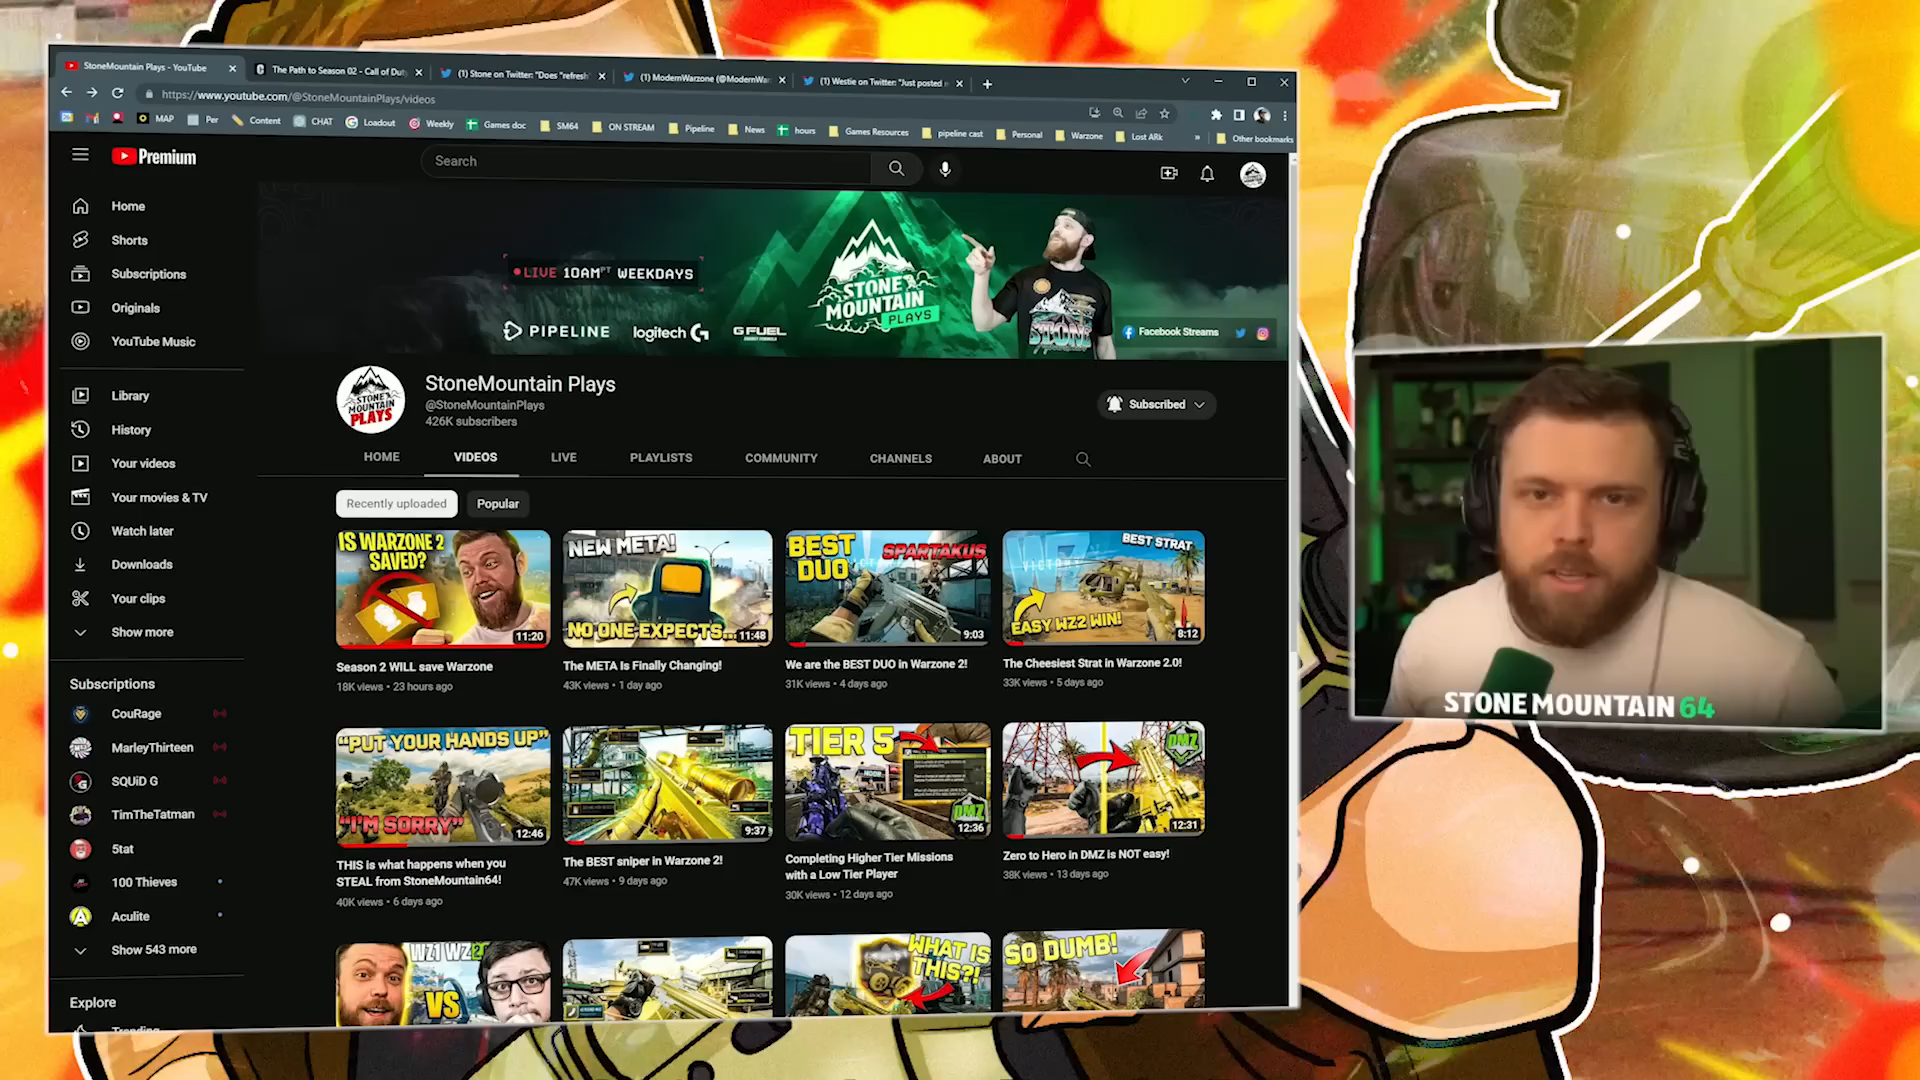 StoneMountain Plays - YouTube
The Path to Season 02 - Call of Dut
(1) Stone on Twitter: "Does "refresh
(1) ModernWarzone (@ModernWar
(1) Westie on Twitter: "Just posted
https://www.youtube.com/@StoneMountainPlays/videos
MAP
Per
Content
CHAT
Loadout
Weekly
Games doc
SM64
ON STREAM
Pipeline
News
hours
Games Resources
pipeline cast
Personal
Warzone
Lost ARk
»
Other bookmarks
Premium
Search
Home
Shorts
Subscriptions
Originals
YouTube Music
Library
History
Your videos
Your movies & TV
Watch later
Downloads
Your clips
Show more
Subscriptions
CouRage
MarleyThirteen
SQUiD G
TimTheTatman
5tat
100 Thieves
Aculite
Show 543 more
Explore
Trending
LIVE 10AM PT WEEKDAYS
PIPELINE
logitech G
G FUEL
ENERGY FORMULA
STONE
MOUNTAIN
PLAYS
STONE
Facebook Streams
STONE
MOUNTAIN
PLAYS
StoneMountain Plays
@StoneMountainPlays
426K subscribers
Subscribed
HOME
VIDEOS
LIVE
PLAYLISTS
COMMUNITY
CHANNELS
ABOUT
Recently uploaded
Popular
IS WARZONE 2
SAVED?
11:20
Season 2 WILL save Warzone
18K views • 23 hours ago
NEW META!
NO ONE EXPECTS...
11:48
The META Is Finally Changing!
43K views • 1 day ago
BEST
DUO
SPARTAKUS
9:03
We are the BEST DUO in Warzone 2!
31K views • 4 days ago
BEST STRAT
VICTORY
EASY WZ2 WIN!
8:12
The Cheesiest Strat in Warzone 2.0!
33K views • 5 days ago
"PUT YOUR HANDS UP"
"I'M SORRY"
12:46
THIS is what happens when you
STEAL from StoneMountain64!
40K views • 6 days ago
9:37
The BEST sniper in Warzone 2!
47K views • 9 days ago
TIER 5
NOOB
DMZ
12:36
Completing Higher Tier Missions
with a Low Tier Player
30K views • 12 days ago
DMZ
12:31
Zero to Hero in DMZ is NOT easy!
38K views • 13 days ago
WZ1 WZ2
VS
WHAT IS
THIS?!
SO DUMB!
STONE MOUNTAIN 64